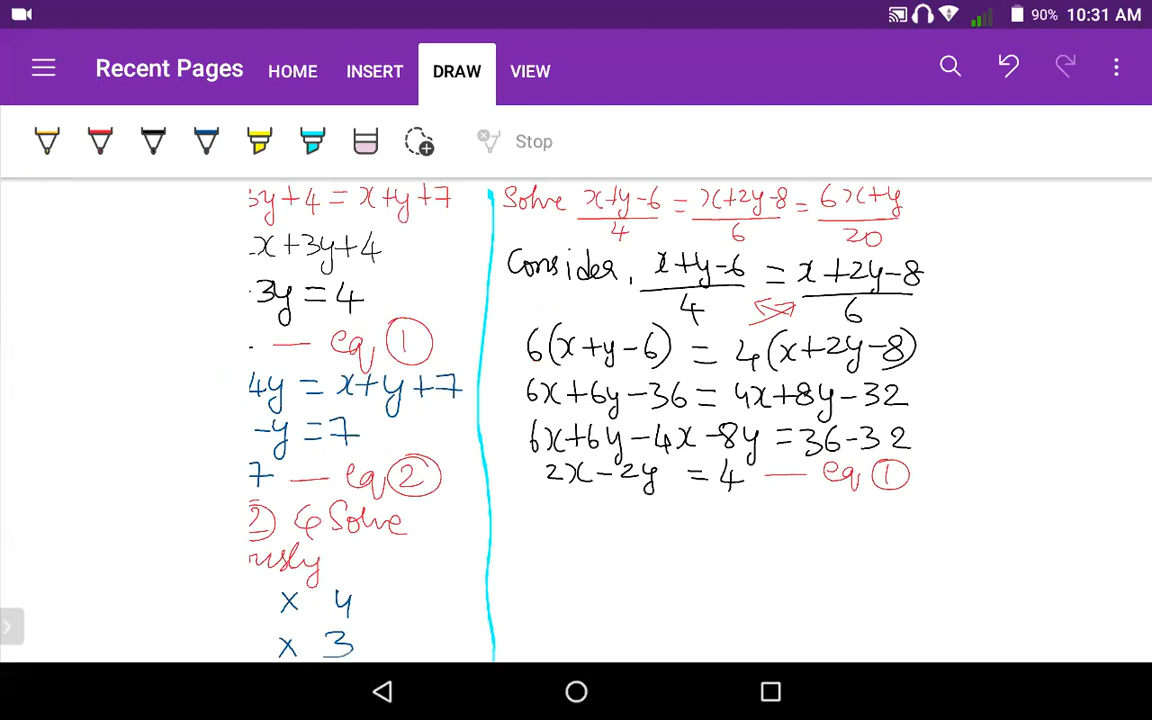 90% 10:31 AM
Recent Pages HOME INSERT DRAW VIEW
Stop
3y+4 = x+y+7
x+3y+4
3y = 4
— eq ①
4y = x+y+7
-y = 7
7 — eq ②
2) & Solve
usly
x 4
x 3
Solve (x+y-6)/4 = (x+2y-8)/6 = (6x+y)/20
Consider, (x+y-6)/4 = (x+2y-8)/6
6(x+y-6) = 4(x+2y-8)
6x+6y-36 = 4x+8y-32
6x+6y-4x-8y = 36-32
2x-2y = 4 — eq ①